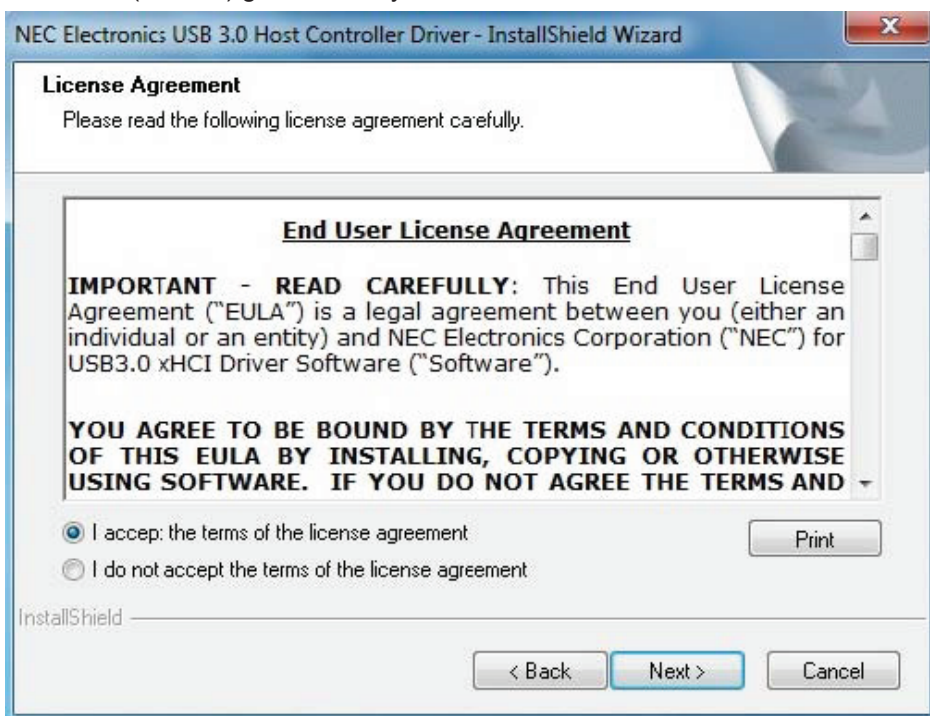 NEC Electronics USB 3.0 Host Controller Driver - InstallShield Wizard
License Agreement
Please read the following license agreement carefully.
End User License Agreement
IMPORTANT - READ CAREFULLY: This End User License
Agreement ("EULA") is a legal agreement between you (either an
individual or an entity) and NEC Electronics Corporation ("NEC") for
USB3.0 xHCI Driver Software ("Software").
YOU AGREE TO BE BOUND BY THE TERMS AND CONDITIONS
OF THIS EULA BY INSTALLING, COPYING OR OTHERWISE
USING SOFTWARE. IF YOU DO NOT AGREE THE TERMS AND
I accept the terms of the license agreement
Print
I do not accept the terms of the license agreement
InstallShield
< Back
Next >
Cancel